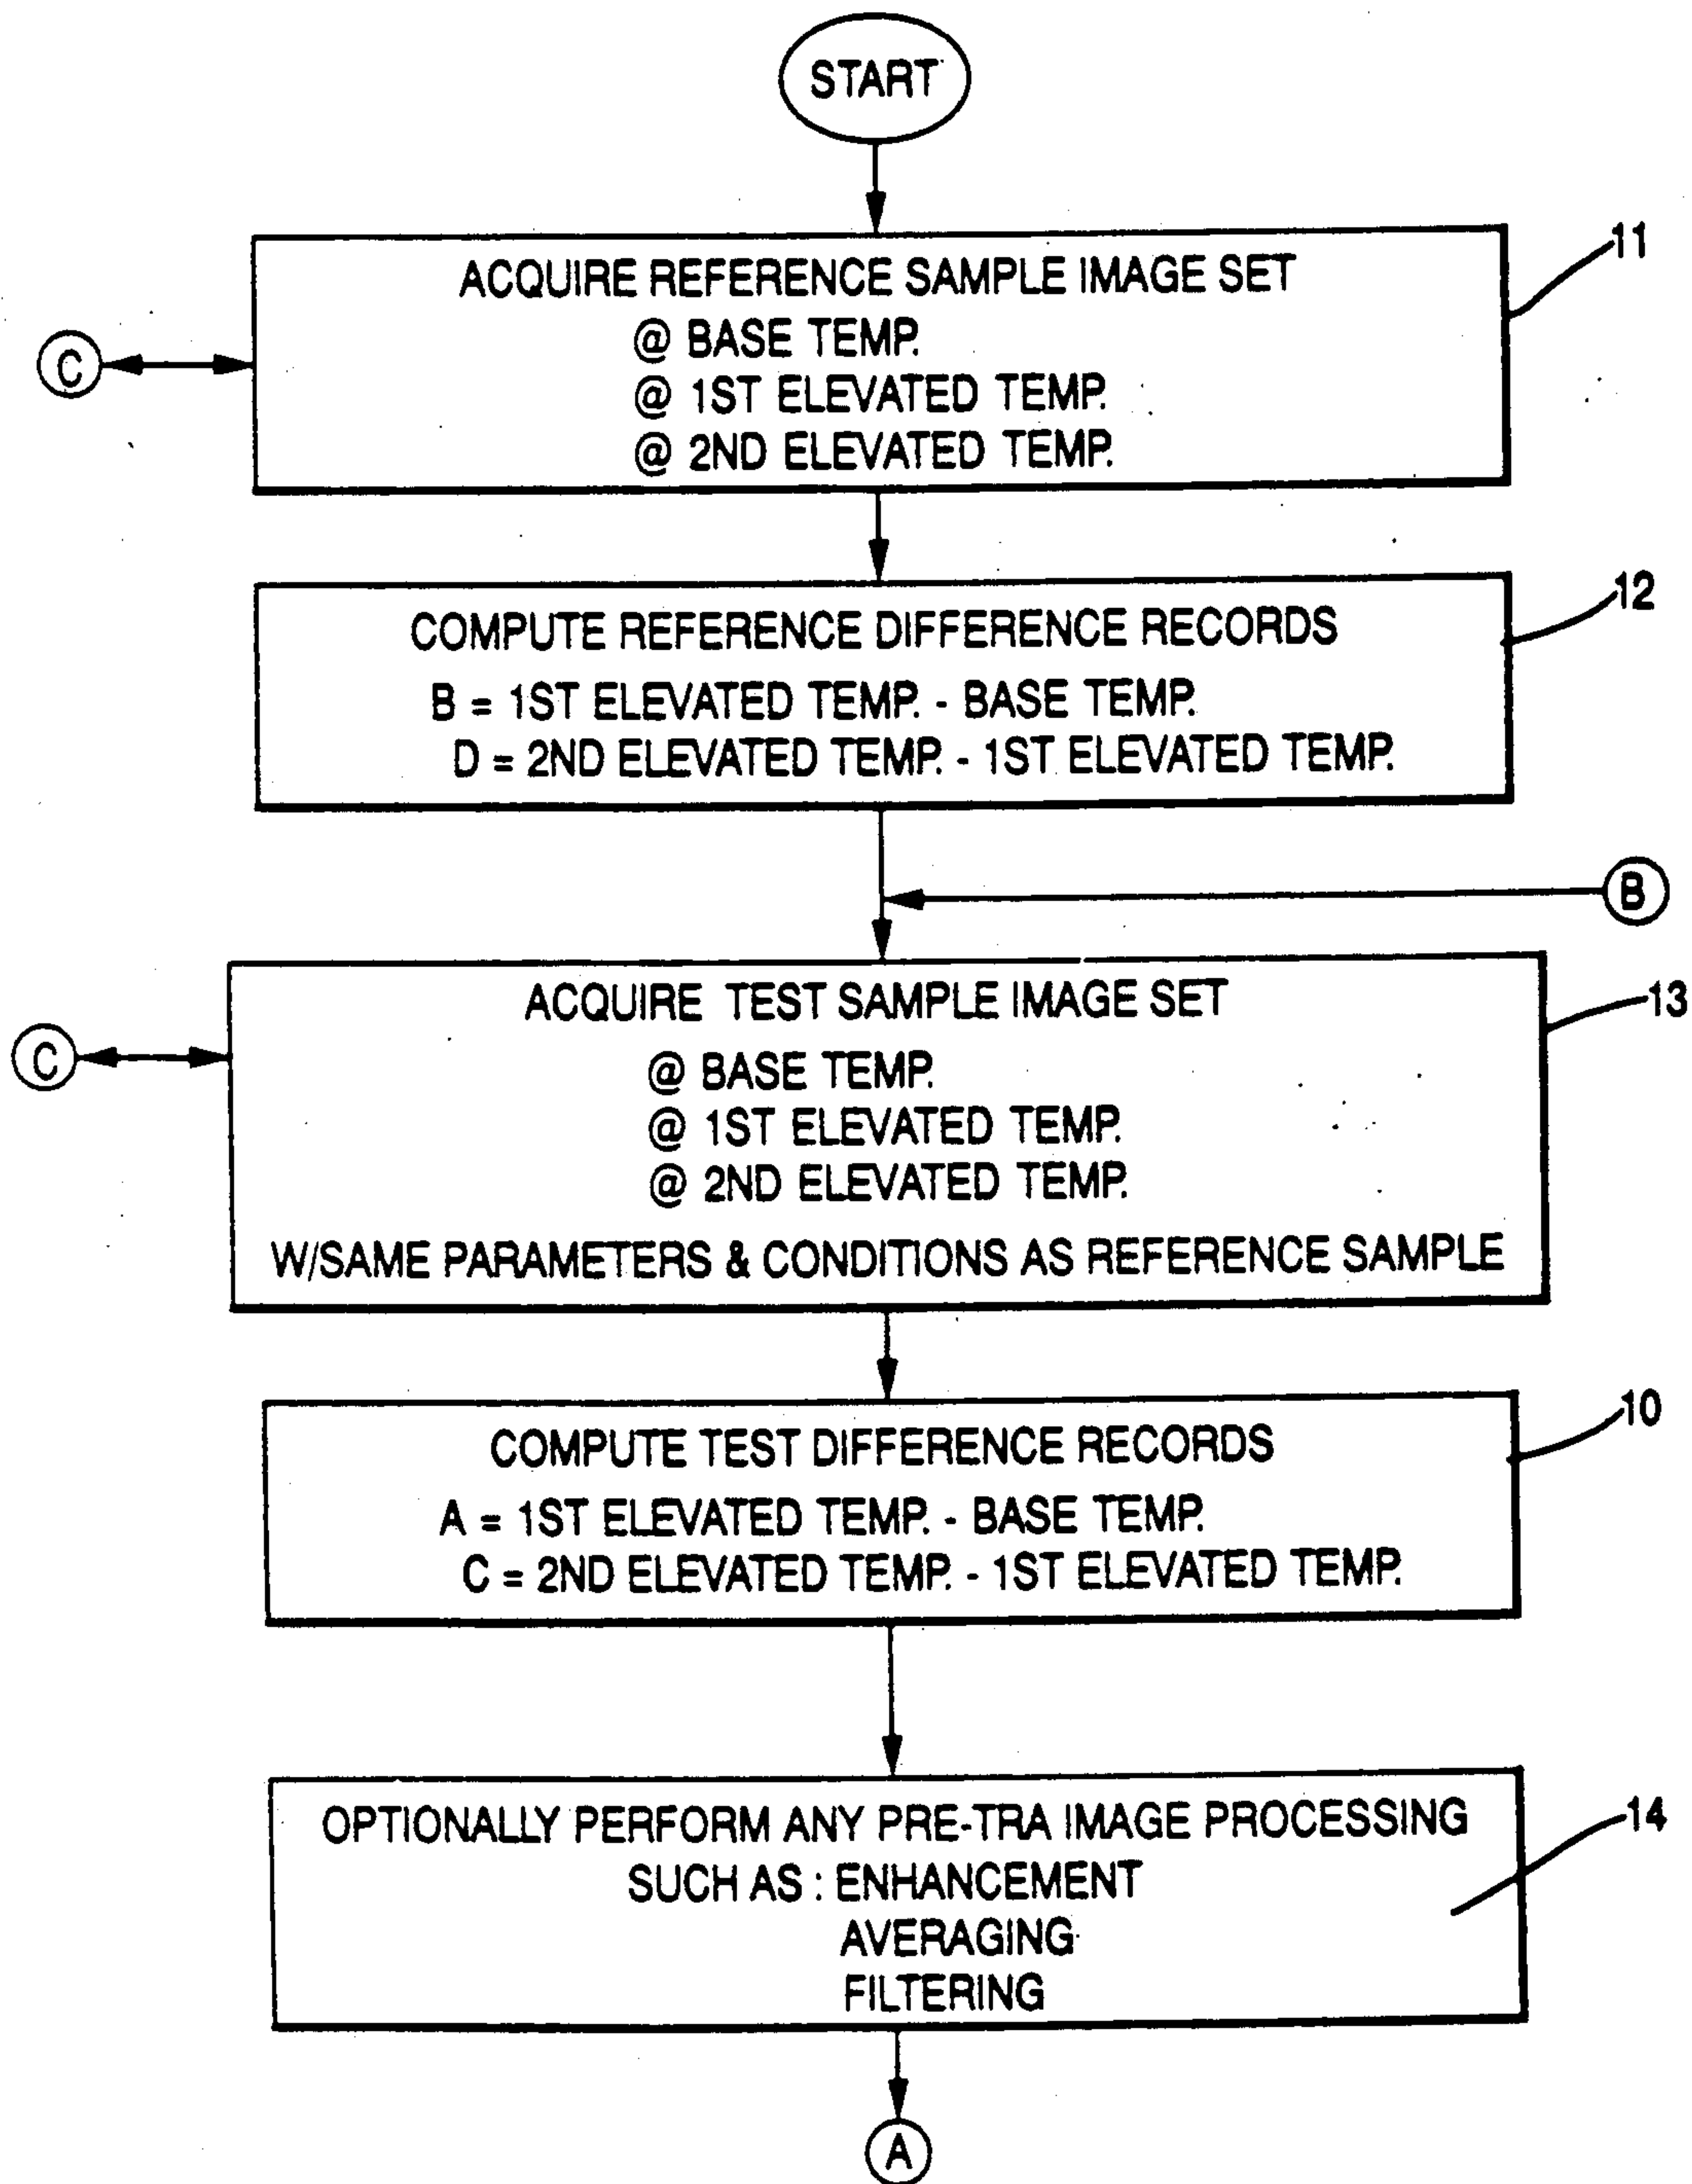 START
11
ACQUIRE REFERENCE SAMPLE IMAGE SET
@ BASE TEMP.
C
@ 1ST ELEVATED TEMP.
@ 2ND ELEVATED TEMP.
12
COMPUTE REFERENCE DIFFERENCE RECORDS
B = 1ST ELEVATED TEMP. - BASE TEMP.
D = 2ND ELEVATED TEMP. - 1ST ELEVATED TEMP.
B
13
ACQUIRE TEST SAMPLE IMAGE SET
C
@ BASE TEMP.
@ 1ST ELEVATED TEMP.
@ 2ND ELEVATED TEMP.
W/SAME PARAMETERS & CONDITIONS AS REFERENCE SAMPLE
10
COMPUTE TEST DIFFERENCE RECORDS
A = 1ST ELEVATED TEMP. - BASE TEMP.
C = 2ND ELEVATED TEMP. - 1ST ELEVATED TEMP.
14
OPTIONALLY PERFORM ANY PRE-TRA IMAGE PROCESSING
SUCH AS : ENHANCEMENT
AVERAGING
FILTERING
A